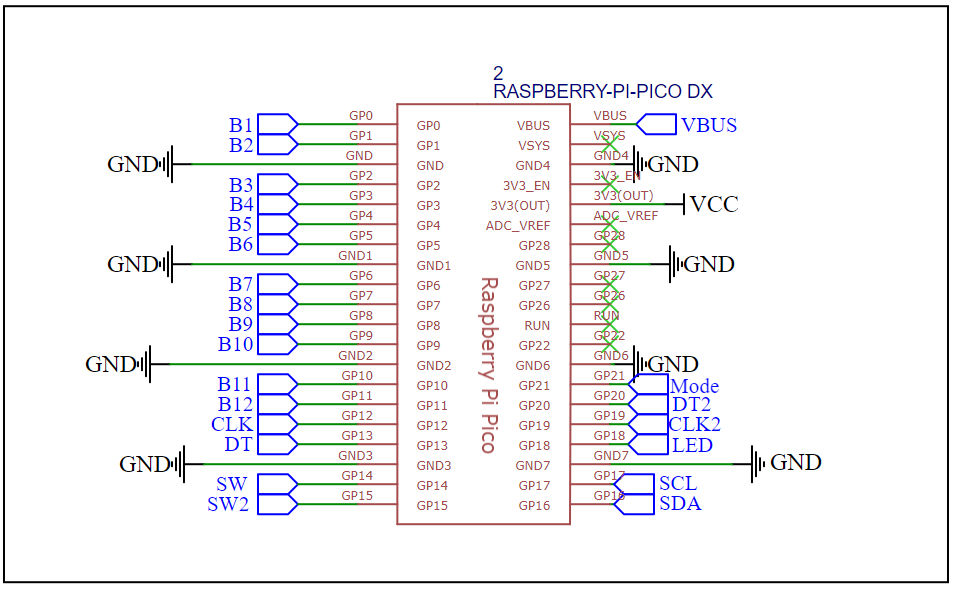 2
RASPBERRY-PI-PICO DX
B1 GP0 GP0 VBUS VBUS VBUS
B2 GP1 GP1 VSYS VSYS
GND GND GND GND4 GND4 GND
B3 GP2 GP2 3V3_EN 3V3_EN
B4 GP3 GP3 3V3(OUT) 3V3(OUT) VCC
B5 GP4 GP4 ADC_VREF ADC_VREF
B6 GP5 GP5 GP28 GP28
GND GND1 GND1 GND5 GND5 GND
B7 GP6 GP6 GP27 GP27
B8 GP7 GP7 GP26 GP26
B9 GP8 GP8 RUN RUN
B10 GP9 GP9 GP22 GP22
GND GND2 GND2 GND6 GND6 GND
B11 GP10 GP10 GP21 GP21 Mode
B12 GP11 GP11 GP20 GP20 DT2
CLK GP12 GP12 GP19 GP19 CLK2
DT GP13 GP13 GP18 GP18 LED
GND GND3 GND3 GND7 GND7 GND
SW GP14 GP14 GP17 GP17 SCL
SW2 GP15 GP15 GP16 GP16 SDA
Raspberry Pi Pico